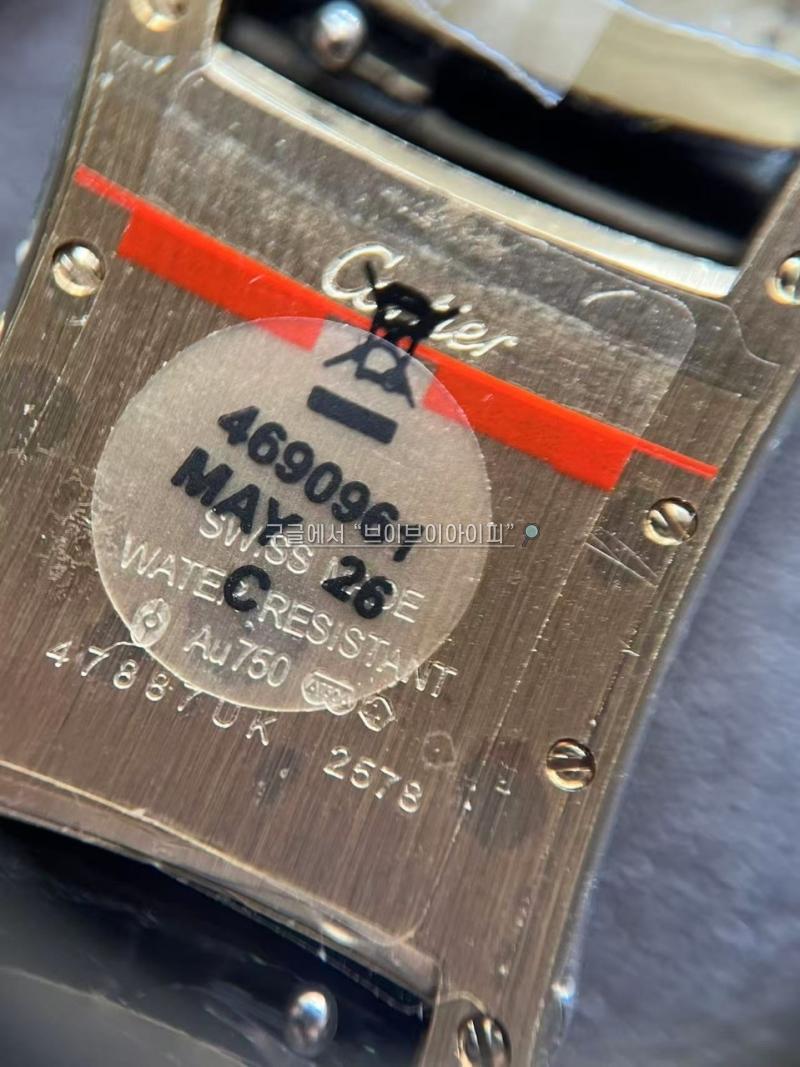 Cartier
4690961
MAY 26
C
구글에서 “브이브이아이피”
SWISS MADE
WATER RESISTANT
Au750
47887UK 2578